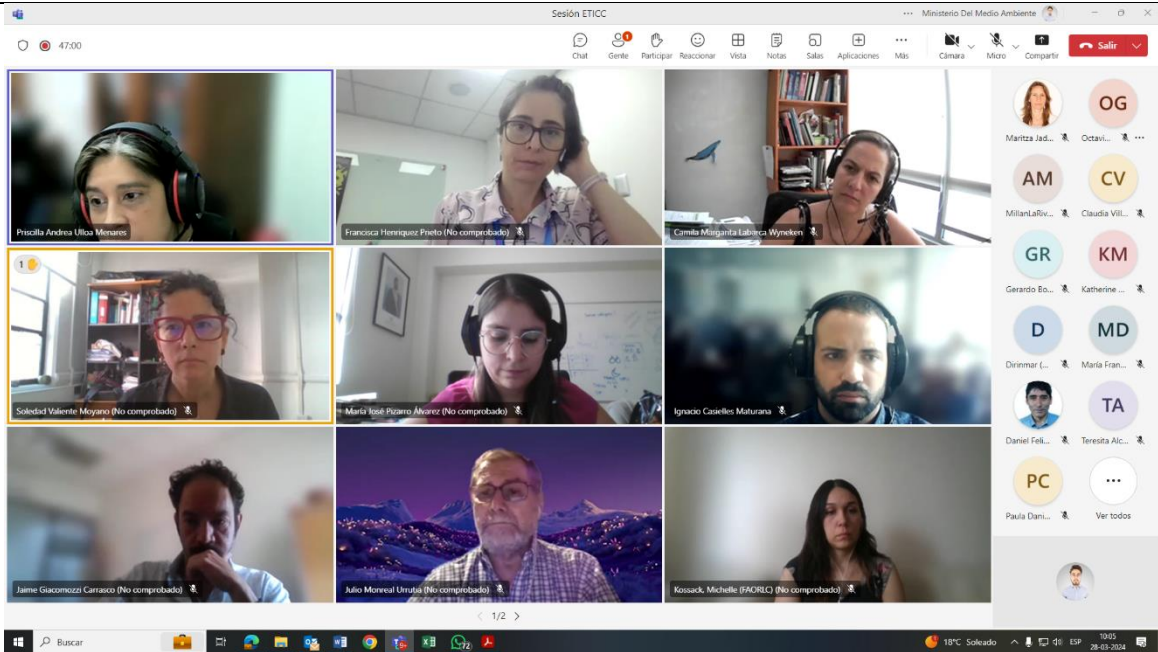 Sesión ETICC
Ministerio Del Medio Ambiente
47:00
Chat
Gente
Participar
Reaccionar
Vista
Notas
Salas
Aplicaciones
Más
Cámara
Micro
Compartir
Salir
Priscilla Andrea Ulloa Menares
Francisca Henriquez Prieto (No comprobado)
Camila Margarita Labarca Wyneken
1
Soledad Valiente Moyano (No comprobado)
María José Pizarro Álvarez (No comprobado)
Ignacio Casielles Maturana
Jaime Giacomozzi Carrasco (No comprobado)
Julio Monreal Urrutia (No comprobado)
Kossack, Michelle (FAORLC) (No comprobado)
OG
Maritza Jad...
Octavi...
AM
CV
MillanLaRiv...
Claudia Vill...
GR
KM
Gerardo Bo...
Katherine ...
D
MD
Dirinmar (...
María Fran...
TA
Daniel Feli...
Teresita Alc...
PC
Paula Dani...
Ver todos
1/2
Buscar
72
18°C Soleado
ESP
10:05
28-03-2024